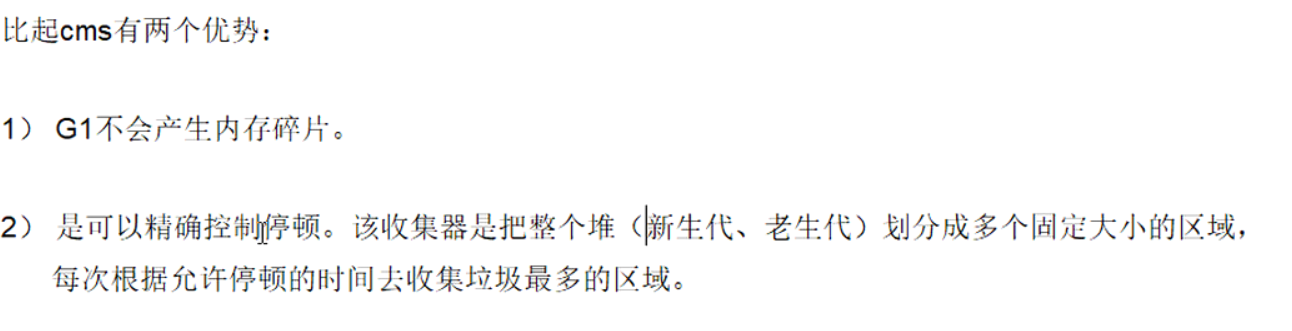 比起cms有两个优势：
1） G1不会产生内存碎片。
2） 是可以精确控制停顿。该收集器是把整个堆（新生代、老生代）划分成多个固定大小的区域，
每次根据允许停顿的时间去收集垃圾最多的区域。